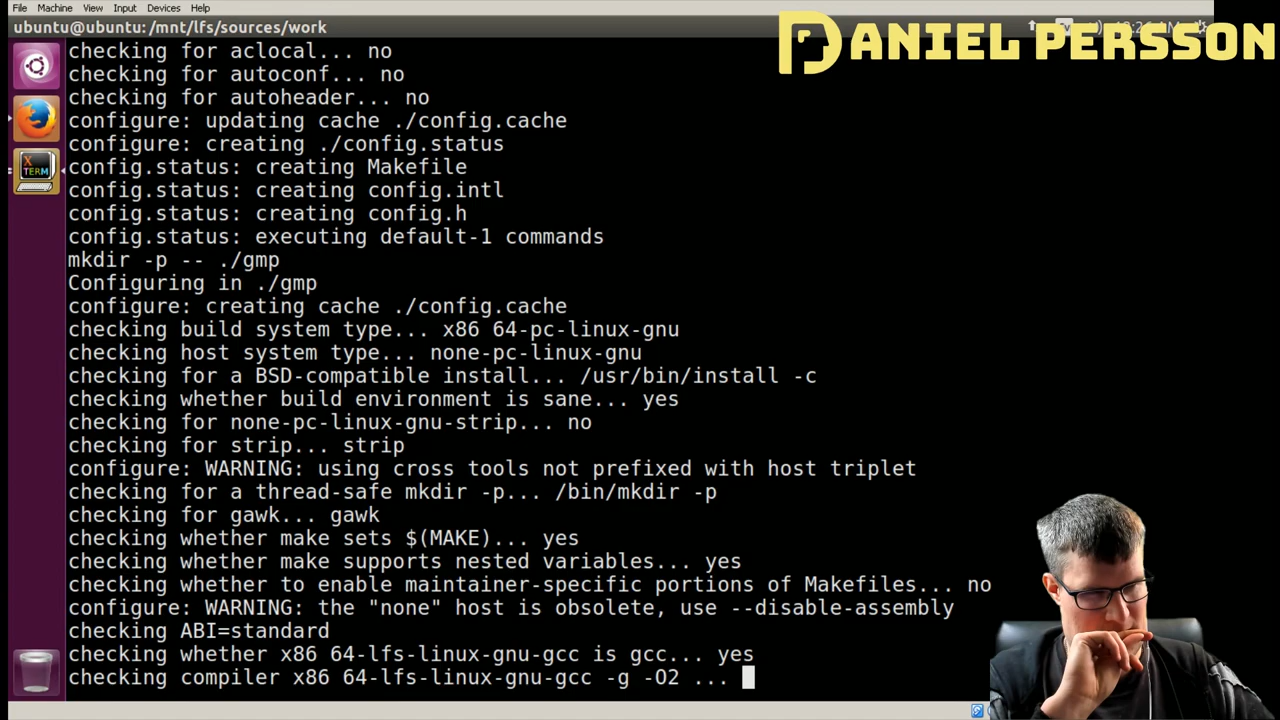 File Machine View Input Devices Help
ubuntu@ubuntu: /mnt/lfs/sources/work
DANIEL PERSSON
checking for aclocal... no
checking for autoconf... no
checking for autoheader... no
configure: updating cache ./config.cache
configure: creating ./config.status
config.status: creating Makefile
config.status: creating config.intl
config.status: creating config.h
config.status: executing default-1 commands
mkdir -p -- ./gmp
Configuring in ./gmp
configure: creating cache ./config.cache
checking build system type... x86 64-pc-linux-gnu
checking host system type... none-pc-linux-gnu
checking for a BSD-compatible install... /usr/bin/install -c
checking whether build environment is sane... yes
checking for none-pc-linux-gnu-strip... no
checking for strip... strip
configure: WARNING: using cross tools not prefixed with host triplet
checking for a thread-safe mkdir -p... /bin/mkdir -p
checking for gawk... gawk
checking whether make sets $(MAKE)... yes
checking whether make supports nested variables... yes
checking whether to enable maintainer-specific portions of Makefiles... no
configure: WARNING: the "none" host is obsolete, use --disable-assembly
checking ABI=standard
checking whether x86 64-lfs-linux-gnu-gcc is gcc... yes
checking compiler x86 64-lfs-linux-gnu-gcc -g -O2 ...
X
TERM